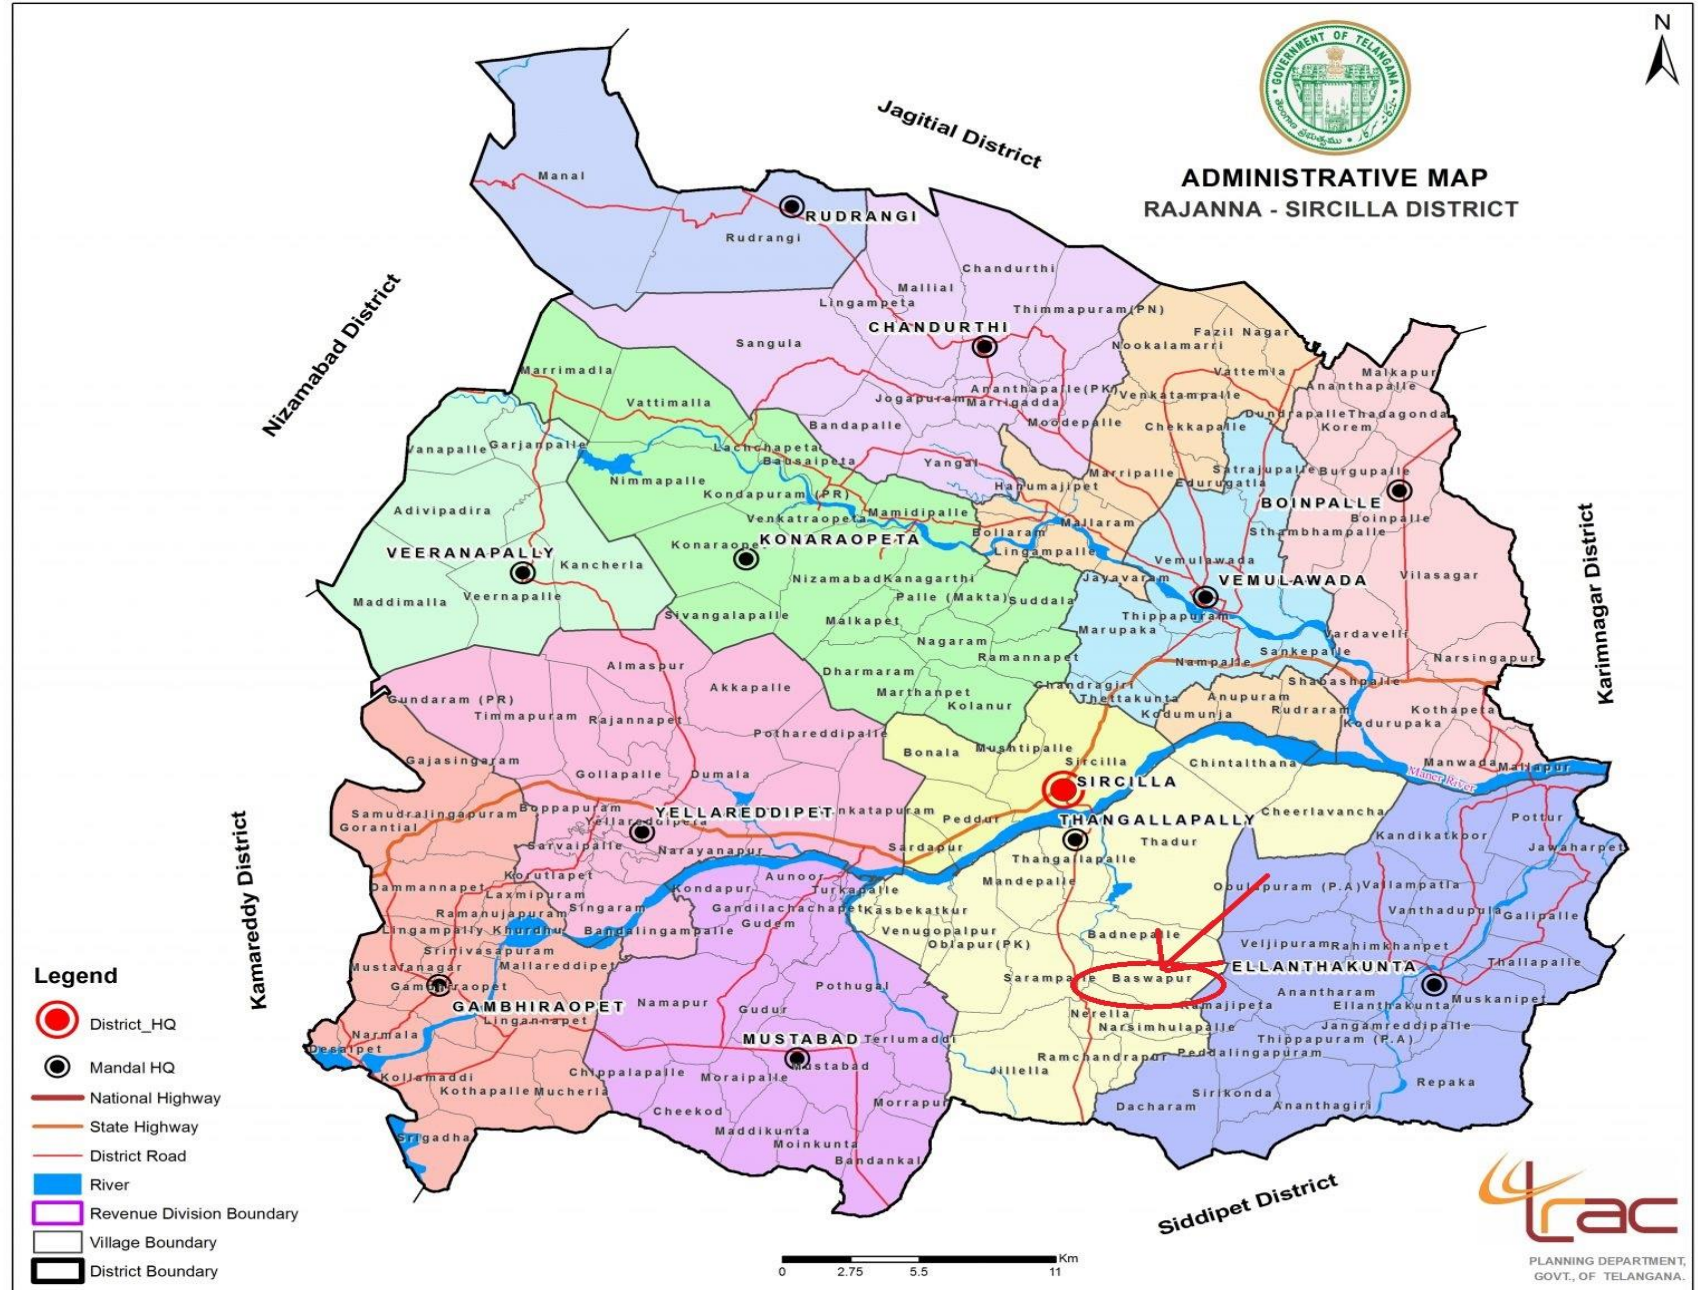 N
GOVERNMENT OF TELANGANA
ADMINISTRATIVE MAP
RAJANNA - SIRCILLA DISTRICT
Jagitial District
Nizamabad District
Karimnagar District
Kamareddy District
Siddipet District
Manal
RUDRANGI
Rudrangi
Chandurthi
Mallial
Lingampeta
Thimmapuram(PN)
CHANDURTHI
Fazil Nagar
Nookalamarri
Sangula
Marrimadla
Vattemla
Malkapur
Ananthapalle
Ananthapalle(PK)
Venkatampalle
Jogapuram
Marrigadda
Vattimalla
Dundrapalle
Thadagonda
Korem
Bandapalle
Moodepalle
Chekkapalle
Vanapalle
Garjanpalle
Lachchapeta
Bausaipeta
Yangal
Marripalle
Satrajupalle
Burgupalle
Nimmapalle
Hanumajipet
Edurugatla
Kondapuram (PR)
BOINPALLE
Boinpalle
Adivipadira
Venkatraopeta
Mamidipalle
Mallaram
Bollaram
Sthambhampalle
KONARAOPETA
Lingampalle
VEERANAPALLY
Kancherla
Vemulawada
Nizamabad
Kanagarthi
Jayavaram
VEMULAWADA
Vilasagar
Maddimalla
Veernapalle
Palle (Makta)
Suddala
Sivangalapalle
Malkapet
Thippapuram
Marupaka
Vardavelli
Nagaram
Ramannapet
Sankepalle
Nampalle
Narsingapur
Almaspur
Dharmaram
Akkapalle
Marthanpet
Chandragiri
Thettakunta
Shabashpalle
Gundaram (PR)
Kolanur
Anupuram
Rudraram
Kodumunja
Kothapeta
Kodurupaka
Timmapuram
Rajannapet
Pothareddipalle
Bonala
Mushtipalle
Gajasingaram
Sircilla
Chintalthana
Manwada
Mallapur
Maner River
Gollapalle
Dumala
SIRCILLA
Samudralingapuram
Gorantial
Boppapuram
YELLAREDDIPET
Peddur
THANGALLAPALLY
Cheerlavancha
Pottur
Kandikatkoor
Sarvaipalle
Narayanapur
Sardapur
Thadur
Jawaharpet
Thangallapalle
Dammannapet
Korutlapet
Laxmipuram
Kondapur
Aunoor
Turkapalle
Mandepalle
Vallampatla
Ramanujapuram
Singaram
Gandilachachapet
Kasbekatkur
Vanthadupula
Galipalle
Gudem
Lingampally
Khurdhu
Bandalingampalle
Venugopalpur
Badnepalle
Srinivasapuram
Oblapur(PK)
Veljipuram
Rahimkhanpet
Mustafanagar
Mallareddipet
ELLANTHAKUNTA
Thallapalle
Sarampalle
Baswapur
Pothugal
Anantharam
GAMBHIRAOPET
Namapur
Gudur
Ellanthakunta
Muskanipet
Lingannapet
Nerella
Narsimhulapalle
Jangamreddipalle
Narmala
MUSTABAD
Terlumaddi
Thippapuram (P.A)
Desaipet
Ramchandrapur
Peddalingapuram
Kollamaddi
Chippalapalle
Mustabad
Moraipalle
Jillella
Repaka
Kothapalle
Mucherla
Morrapur
Sirikonda
Cheekod
Dacharam
Ananthagiri
Maddikunta
Moinkunta
Srigadha
Bandankal
Legend
District_HQ
Mandal HQ
National Highway
State Highway
District Road
River
Revenue Division Boundary
Village Boundary
District Boundary
Km
0 2.75 5.5 11
trac
PLANNING DEPARTMENT,
GOVT., OF TELANGANA.